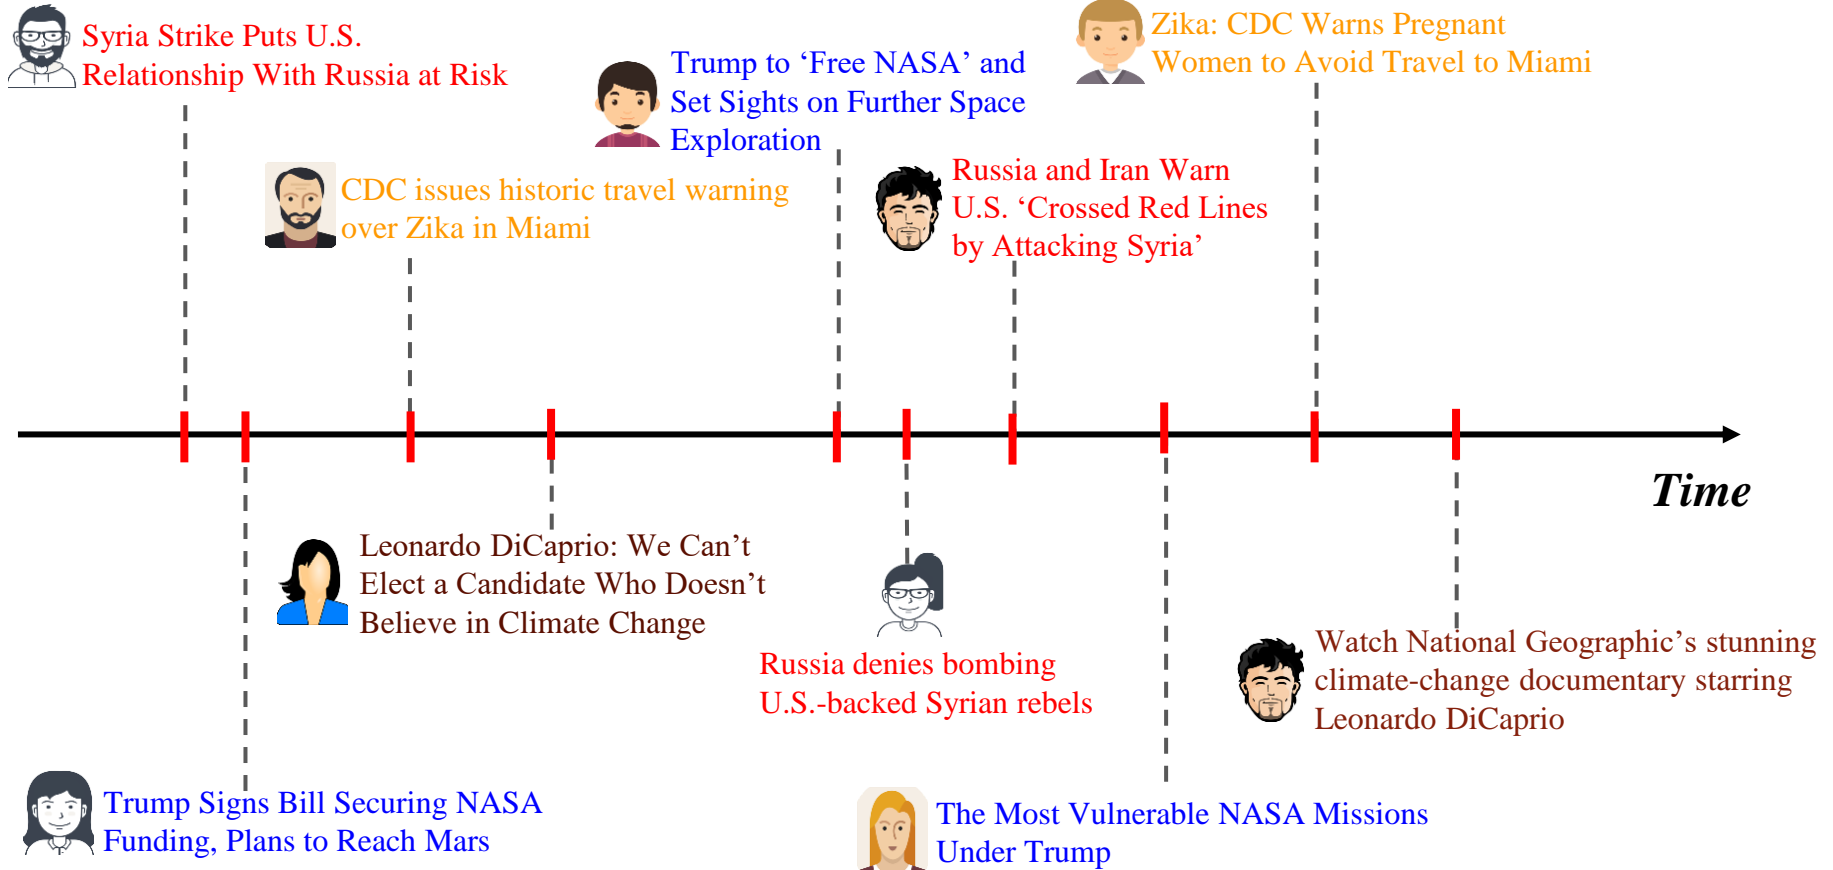 Syria Strike Puts U.S.
Relationship With Russia at Risk
Trump to ‘Free NASA’ and
Set Sights on Further Space
Exploration
Zika: CDC Warns Pregnant
Women to Avoid Travel to Miami
CDC issues historic travel warning
over Zika in Miami
Russia and Iran Warn
U.S. ‘Crossed Red Lines
by Attacking Syria’
Time
Leonardo DiCaprio: We Can’t
Elect a Candidate Who Doesn’t
Believe in Climate Change
Russia denies bombing
U.S.-backed Syrian rebels
Watch National Geographic’s stunning
climate-change documentary starring
Leonardo DiCaprio
Trump Signs Bill Securing NASA
Funding, Plans to Reach Mars
The Most Vulnerable NASA Missions
Under Trump